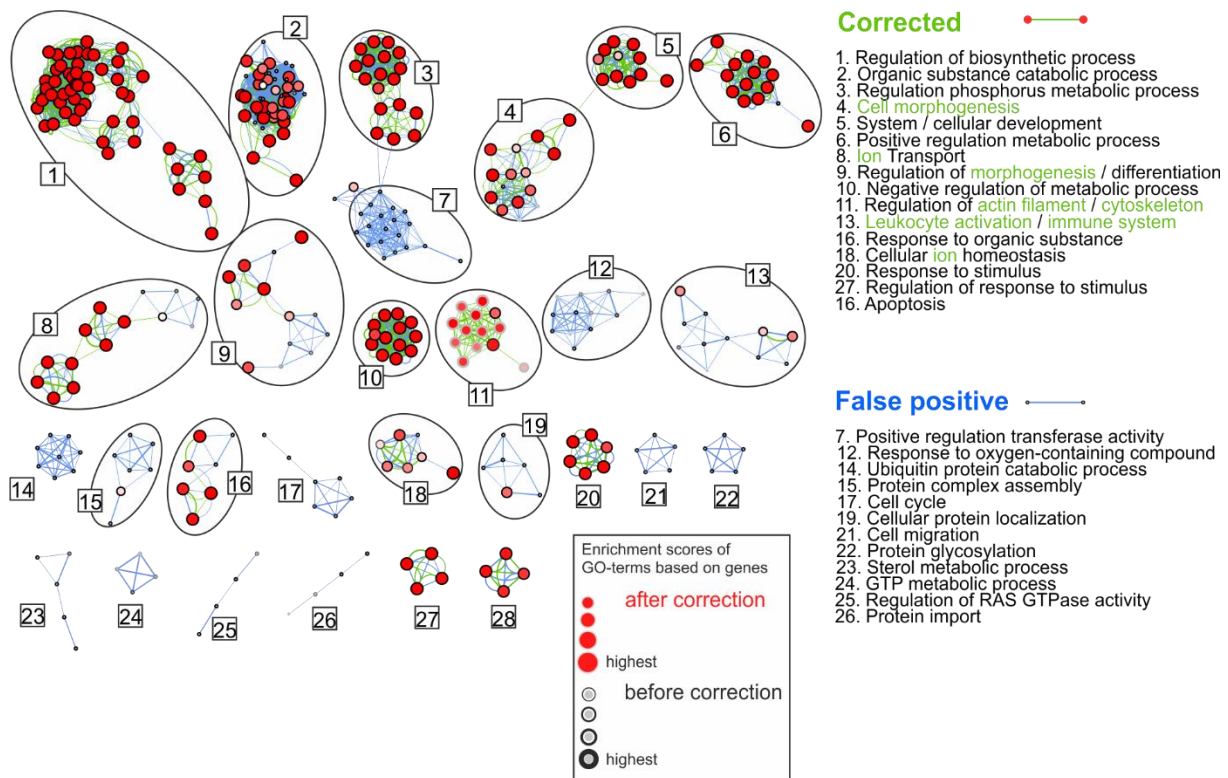 2
3
5
4
6
1
7
8
9
10
11
12
13
14
15
16
17
18
19
20
21
22
23
24
25
26
27
28
Enrichment scores of
GO-terms based on genes
after correction
highest
before correction
highest
Corrected
1. Regulation of biosynthetic process
2. Organic substance catabolic process
3. Regulation phosphorus metabolic process
4. Cell morphogenesis
5. System / cellular development
6. Positive regulation metabolic process
8. Ion Transport
9. Regulation of morphogenesis / differentiation
10. Negative regulation of metabolic process
11. Regulation of actin filament / cytoskeleton
13. Leukocyte activation / immune system
16. Response to organic substance
18. Cellular ion homeostasis
20. Response to stimulus
27. Regulation of response to stimulus
16. Apoptosis
False positive
7. Positive regulation transferase activity
12. Response to oxygen-containing compound
14. Ubiquitin protein catabolic process
15. Protein complex assembly
17. Cell cycle
19. Cellular protein localization
21. Cell migration
22. Protein glycosylation
23. Sterol metabolic process
24. GTP metabolic process
25. Regulation of RAS GTPase activity
26. Protein import